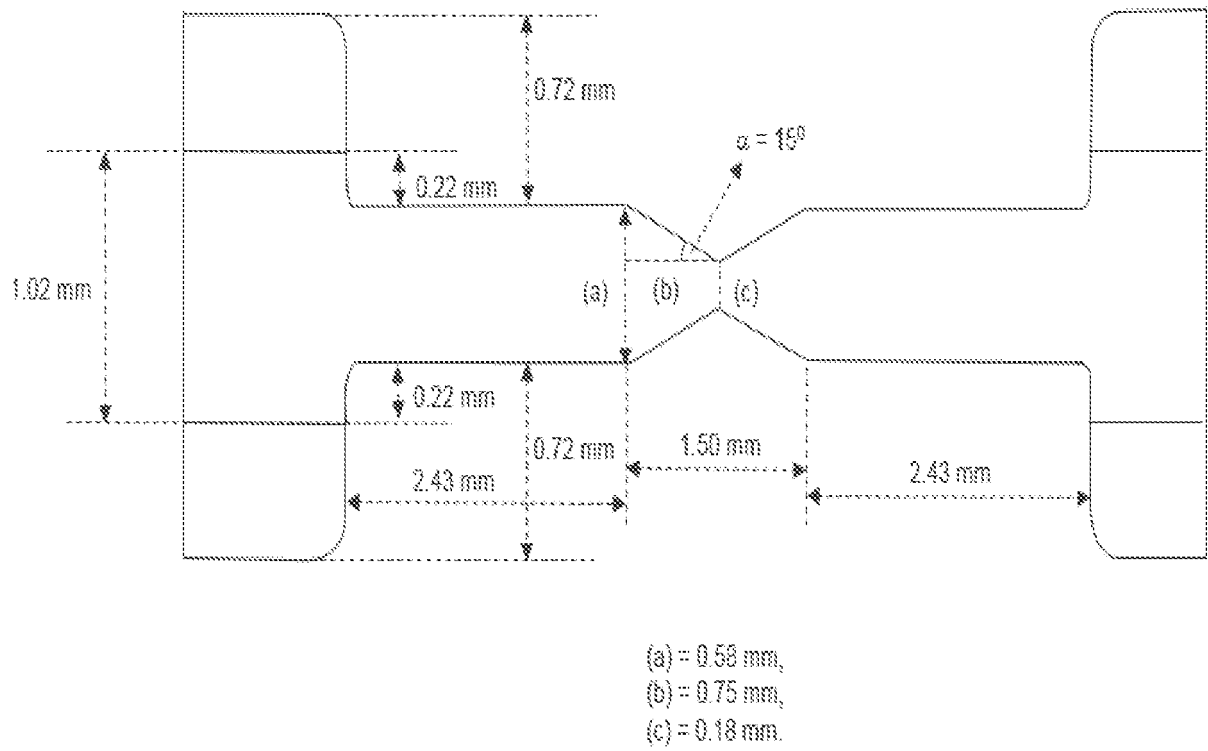 0.72 mm
α = 15⁰
0.22 mm
1.02 mm
(a)
(b)
(c)
0.22 mm
0.72 mm
1.50 mm
2.43 mm
2.43 mm
(a) = 0.58 mm,
(b) = 0.75 mm,
(c) = 0.18 mm.